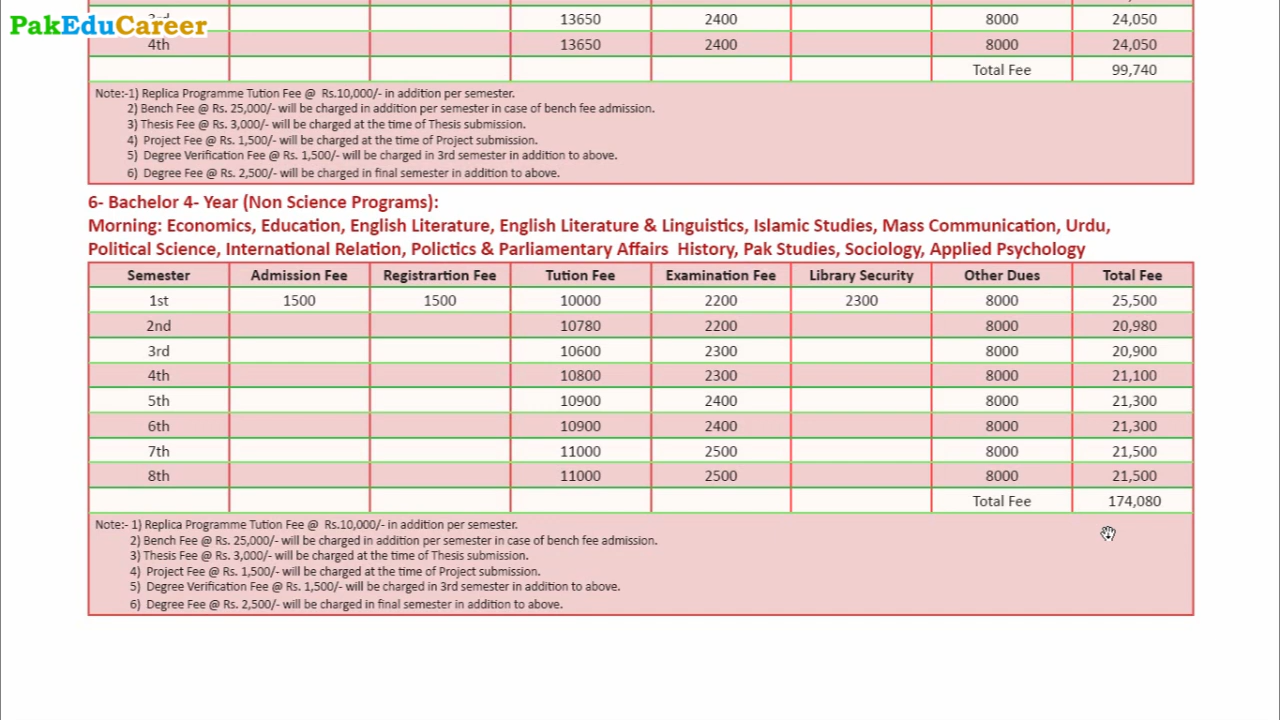 PakEduCareer
3rd 13650 2400 8000 24,050
4th 13650 2400 8000 24,050
Total Fee 99,740
Note:-1) Replica Programme Tution Fee @ Rs.10,000/- in addition per semester.
2) Bench Fee @ Rs. 25,000/- will be charged in addition per semester in case of bench fee admission.
3) Thesis Fee @ Rs. 3,000/- will be charged at the time of Thesis submission.
4) Project Fee @ Rs. 1,500/- will be charged at the time of Project submission.
5) Degree Verification Fee @ Rs. 1,500/- will be charged in 3rd semester in addition to above.
6) Degree Fee @ Rs. 2,500/- will be charged in final semester in addition to above.
6- Bachelor 4- Year (Non Science Programs):
Morning: Economics, Education, English Literature, English Literature & Linguistics, Islamic Studies, Mass Communication, Urdu,
Political Science, International Relation, Polictics & Parliamentary Affairs History, Pak Studies, Sociology, Applied Psychology
Semester Admission Fee Registrartion Fee Tution Fee Examination Fee Library Security Other Dues Total Fee
1st 1500 1500 10000 2200 2300 8000 25,500
2nd 10780 2200 8000 20,980
3rd 10600 2300 8000 20,900
4th 10800 2300 8000 21,100
5th 10900 2400 8000 21,300
6th 10900 2400 8000 21,300
7th 11000 2500 8000 21,500
8th 11000 2500 8000 21,500
Total Fee 174,080
Note:- 1) Replica Programme Tution Fee @ Rs.10,000/- in addition per semester.
2) Bench Fee @ Rs. 25,000/- will be charged in addition per semester in case of bench fee admission.
3) Thesis Fee @ Rs. 3,000/- will be charged at the time of Thesis submission.
4) Project Fee @ Rs. 1,500/- will be charged at the time of Project submission.
5) Degree Verification Fee @ Rs. 1,500/- will be charged in 3rd semester in addition to above.
6) Degree Fee @ Rs. 2,500/- will be charged in final semester in addition to above.